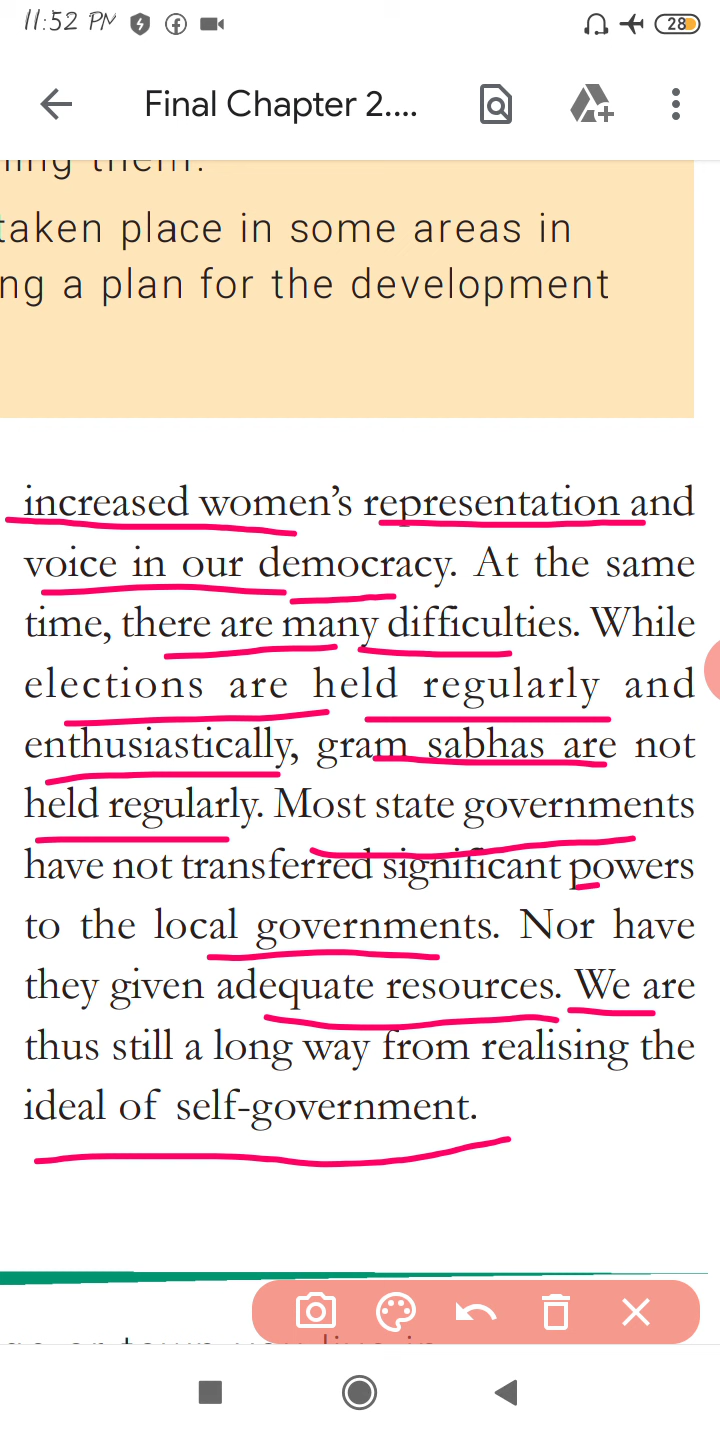 11:52 PM
28
Final Chapter 2....
them.
taken place in some areas in
a plan for the development
increased women's representation and
voice in our democracy. At the same
time, there are many difficulties. While
elections are held regularly and
enthusiastically, gram sabhas are not
held regularly. Most state governments
have not transferred significant powers
to the local governments. Nor have
they given adequate resources. We are
thus still a long way from realising the
ideal of self-government.